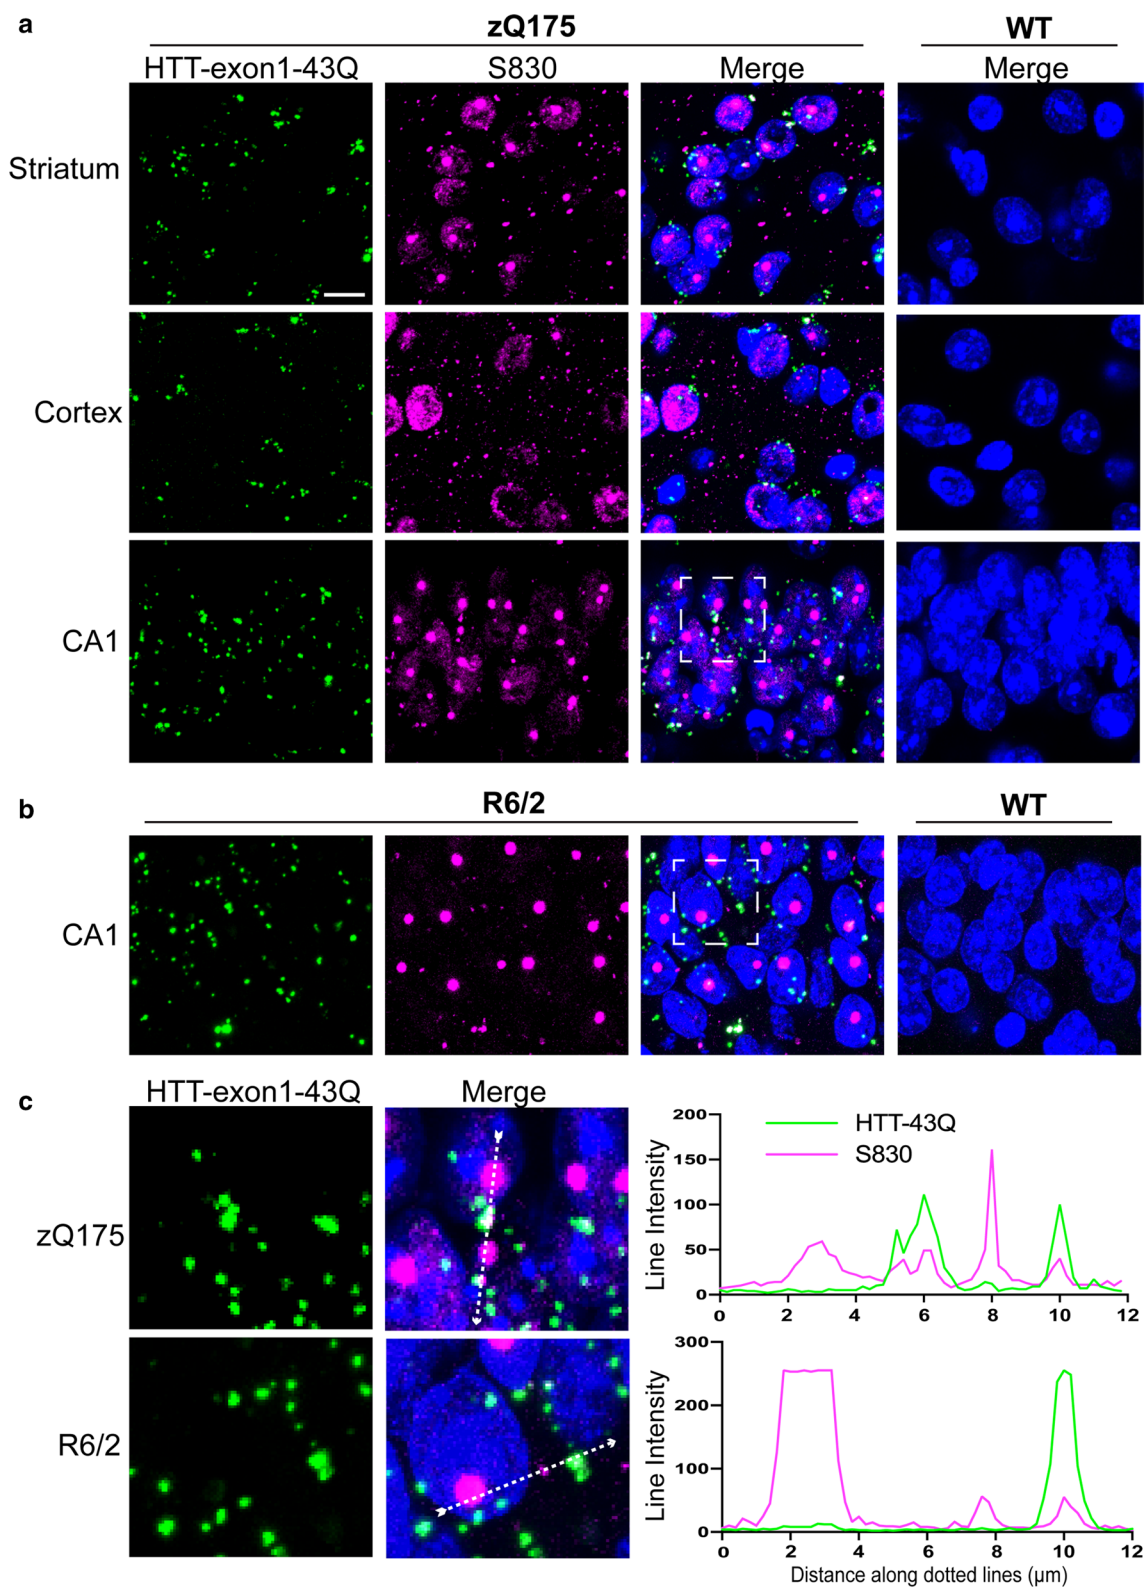 a
zQ175 WT
HTT-exon1-43Q S830 Merge Merge
Striatum
Cortex
CA1
b
R6/2 WT
CA1
c
HTT-exon1-43Q Merge
zQ175
200
150
100
50
0
Line Intensity
HTT-43Q
S830
0 2 4 6 8 10 12
R6/2
300
200
100
0
Line Intensity
0 2 4 6 8 10 12
Distance along dotted lines (μm)